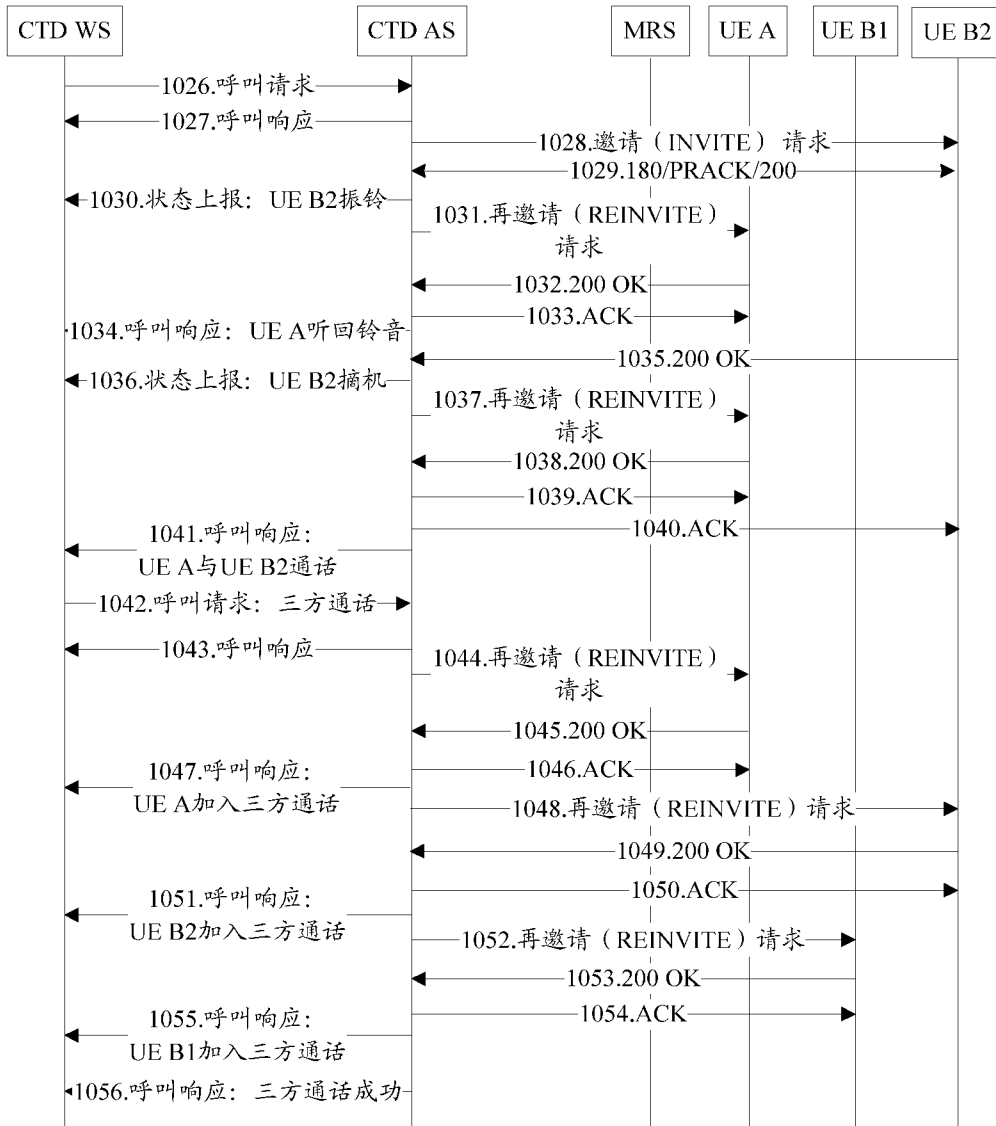 CTD WS
CTD AS
MRS
UE A
UE B1
UE B2
1026.呼叫请求
1027.呼叫响应
1028.邀请（INVITE） 请求
1029.180/PRACK/200
1030.状态上报：UE B2振铃
1031.再邀请（REINVITE）
请求
1032.200 OK
1033.ACK
1034.呼叫响应：UE A听回铃音
1035.200 OK
1036.状态上报：UE B2摘机
1037.再邀请（REINVITE）
请求
1038.200 OK
1039.ACK
1040.ACK
1041.呼叫响应：
UE A与UE B2通话
1042.呼叫请求：三方通话
1043.呼叫响应
1044.再邀请（REINVITE）
请求
1045.200 OK
1046.ACK
1047.呼叫响应：
UE A加入三方通话
1048.再邀请（REINVITE）请求
1049.200 OK
1050.ACK
1051.呼叫响应：
UE B2加入三方通话
1052.再邀请（REINVITE）请求
1053.200 OK
1054.ACK
1055.呼叫响应：
UE B1加入三方通话
1056.呼叫响应：三方通话成功